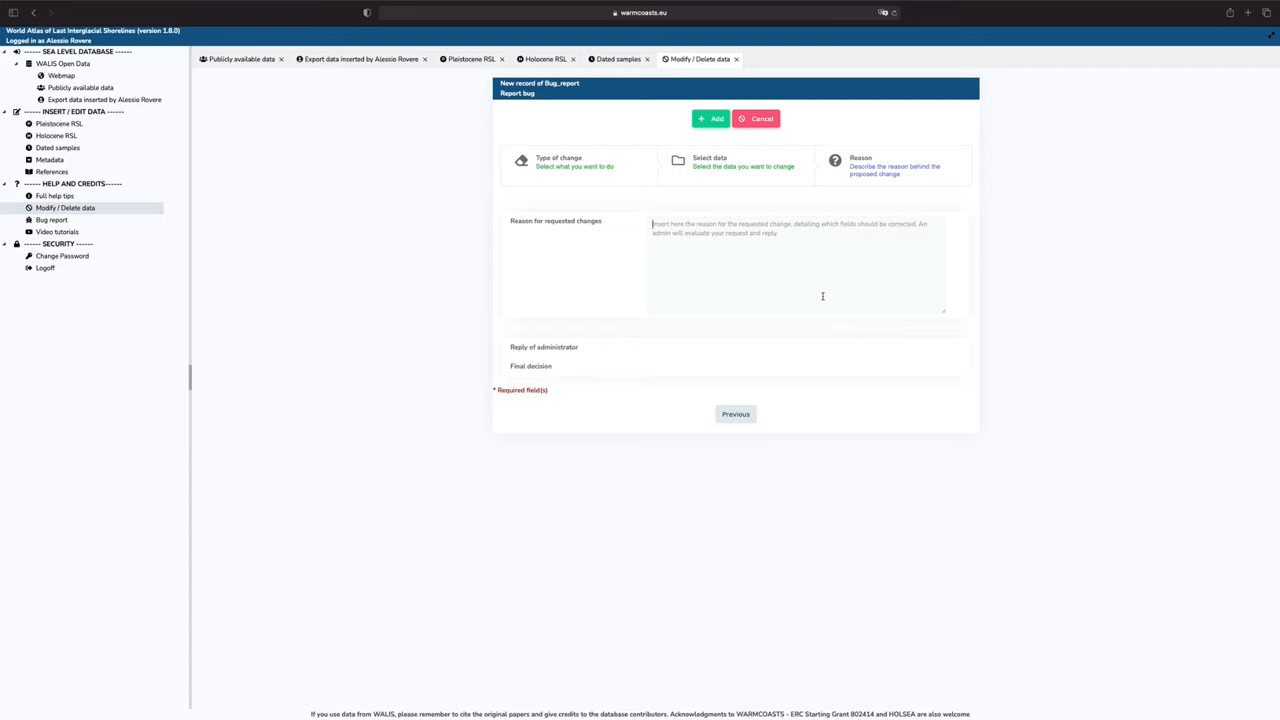 warmcoasts.eu
World Atlas of Last Interglacial Shorelines (version 1.8.0)
Logged in as Alessio Rovere
------ SEA LEVEL DATABASE ------
WALIS Open Data
Webmap
Publicly available data
Export data inserted by Alessio Rovere
------ INSERT / EDIT DATA ------
Pleistocene RSL
Holocene RSL
Dated samples
Metadata
References
------ HELP AND CREDITS------
Full help tips
Modify / Delete data
Bug report
Video tutorials
------ SECURITY ------
Change Password
Logoff
Publicly available data
Export data inserted by Alessio Rovere
Pleistocene RSL
Holocene RSL
Dated samples
Modify / Delete data
New record of Bug_report
Report bug
+ Add
Cancel
Type of change
Select what you want to do
Select data
Select the data you want to change
Reason
Describe the reason behind the
proposed change
Reason for requested changes
Insert here the reason for the requested change, detailing which fields should be corrected. An
admin will evaluate your request and reply.
Reply of administrator
Final decision
* Required field(s)
Previous
If you use data from WALIS, please remember to cite the original papers and give credits to the database contributors. Acknowledgments to WARMCOASTS - ERC Starting Grant 802414 and HOLSEA are also welcome